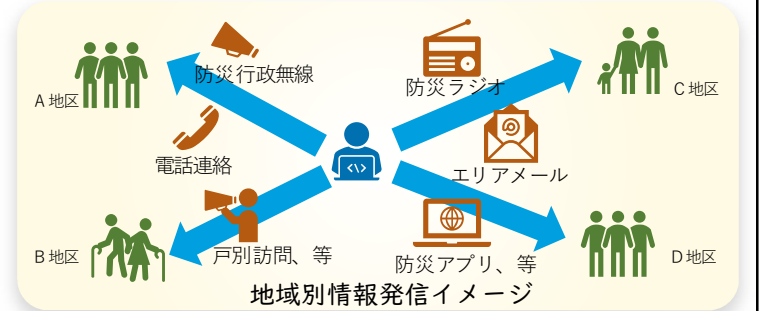 防災行政無線
防災ラジオ
A 地区
C 地区
電話連絡
エリアメール
B 地区
戸別訪問、等
防災アプリ、等
D 地区
地域別情報発信イメージ